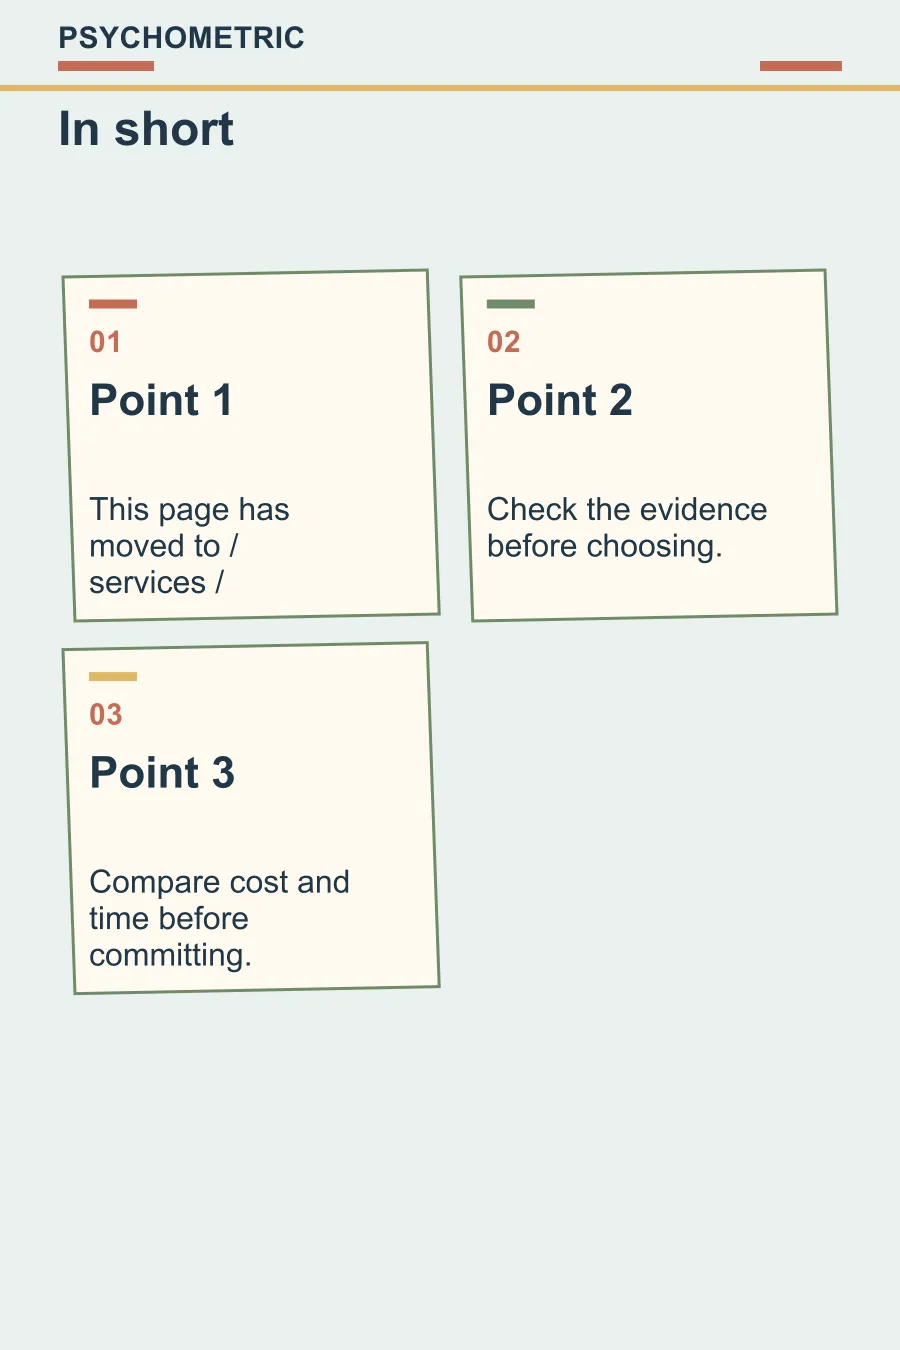 PSYCHOMETRIC
In short
01
Point 1
This page has
moved to /
services /
02
Point 2
Check the evidence
before choosing.
03
Point 3
Compare cost and
time before
committing.